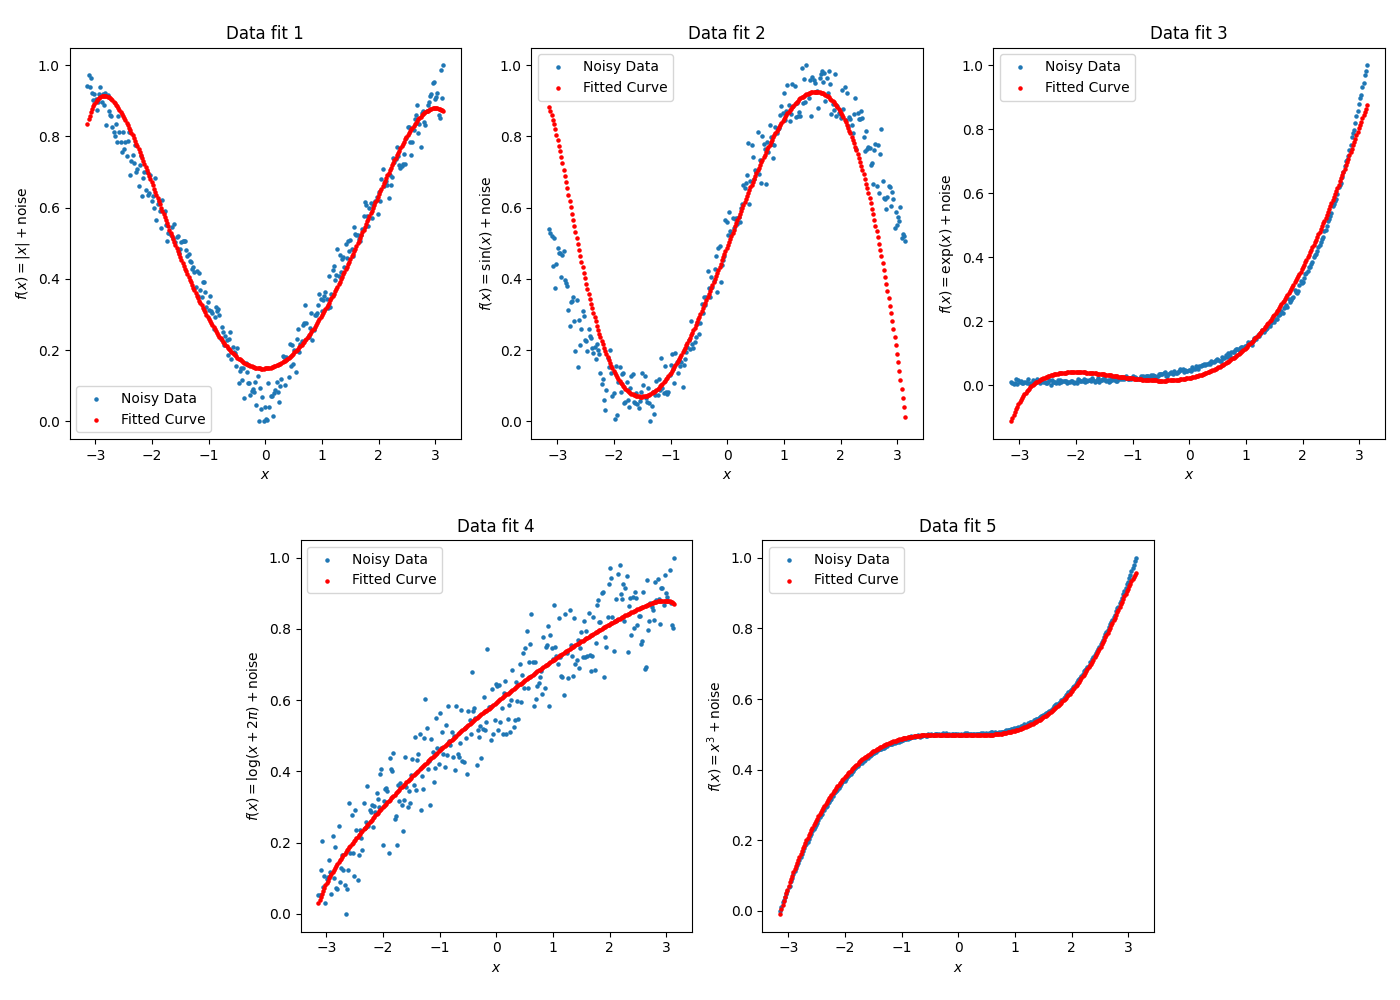 Data fit 1
1.0
0.8
0.6
0.4
0.2
0.0
f(x) = |x| + noise
Noisy Data
Fitted Curve
−3 −2 −1 0 1 2 3
x
Data fit 2
1.0
0.8
0.6
0.4
0.2
0.0
f(x) = sin(x) + noise
Noisy Data
Fitted Curve
−3 −2 −1 0 1 2 3
x
Data fit 3
1.0
0.8
0.6
0.4
0.2
0.0
f(x) = exp(x) + noise
Noisy Data
Fitted Curve
−3 −2 −1 0 1 2 3
x
Data fit 4
1.0
0.8
0.6
0.4
0.2
0.0
f(x) = log(x + 2π) + noise
Noisy Data
Fitted Curve
−3 −2 −1 0 1 2 3
x
Data fit 5
1.0
0.8
0.6
0.4
0.2
0.0
f(x) = x³ + noise
Noisy Data
Fitted Curve
−3 −2 −1 0 1 2 3
x